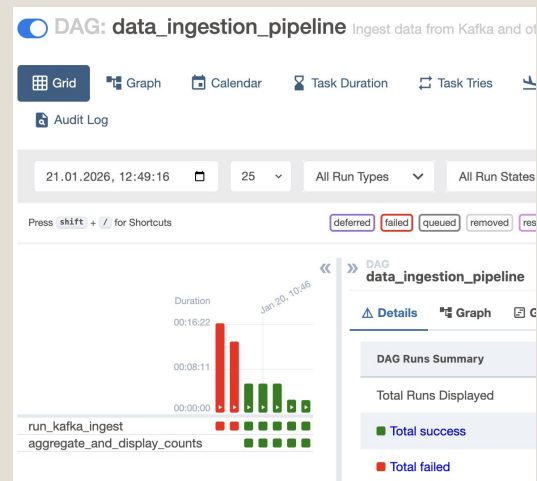 DAG: data_ingestion_pipeline Ingest data from Kafka and ot
Grid Graph Calendar Task Duration Task Tries
Audit Log
21.01.2026, 12:49:16 25 All Run Types All Run States
Press shift + / for Shortcuts deferred failed queued removed res
DAG
data_ingestion_pipeline
Duration
Jan 20, 10:46
00:16:22
00:08:11
00:00:00
run_kafka_ingest
aggregate_and_display_counts
Details Graph G
DAG Runs Summary
Total Runs Displayed
Total success
Total failed